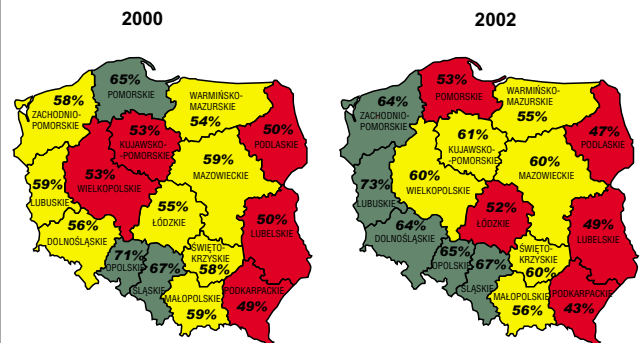 2000
65%
POMORSKIE
58%
ZACHODNIO-
POMORSKIE
WARMIŃSKO-
MAZURSKIE
54%
53%
KUJAWSKO-
-POMORSKIE
50%
PODLASKIE
53%
WIELKOPOLSKIE
59%
MAZOWIECKIE
59%
LUBUSKIE
55%
ŁÓDZKIE
56%
DOLNOŚLĄSKIE
50%
LUBELSKIE
71%
OPOLSKIE
67%
ŚLĄSKIE
ŚWIĘTO-
KRZYSKIE
58%
MAŁOPOLSKIE
59%
PODKARPACKIE
49%
2002
53%
POMORSKIE
64%
ZACHODNIO-
POMORSKIE
WARMIŃSKO-
MAZURSKIE
55%
61%
KUJAWSKO-
-POMORSKIE
47%
PODLASKIE
60%
WIELKOPOLSKIE
60%
MAZOWIECKIE
73%
LUBUSKIE
52%
ŁÓDZKIE
64%
DOLNOŚLĄSKIE
49%
LUBELSKIE
65%
OPOLSKIE
67%
ŚLĄSKIE
ŚWIĘTO-
KRZYSKIE
60%
MAŁOPOLSKIE
56%
PODKARPACKIE
43%